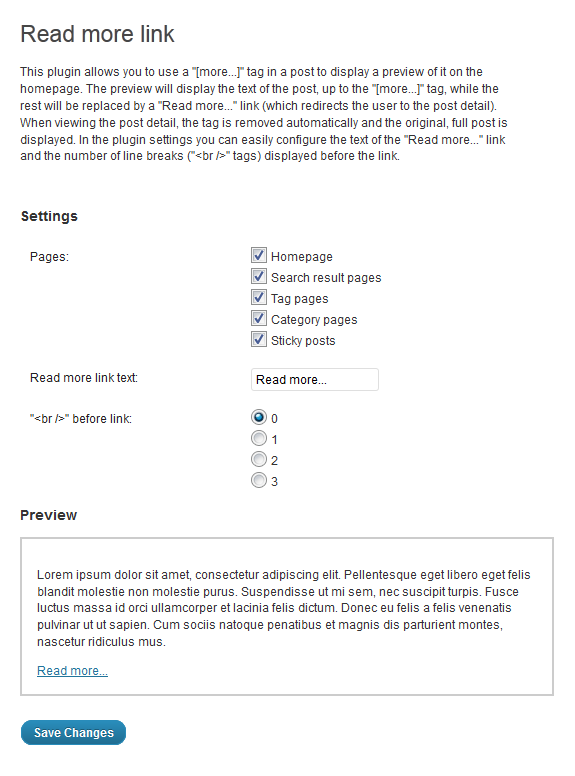 Read more link
This plugin allows you to use a "[more...]" tag in a post to display a preview of it on the
homepage. The preview will display the text of the post, up to the "[more...]" tag, while the
rest will be replaced by a "Read more..." link (which redirects the user to the post detail).
When viewing the post detail, the tag is removed automatically and the original, full post is
displayed. In the plugin settings you can easily configure the text of the "Read more..." link
and the number of line breaks ("<br />" tags) displayed before the link.
Settings
Pages:
Homepage
Search result pages
Tag pages
Category pages
Sticky posts
Read more link text:
Read more...
"<br />" before link:
0
1
2
3
Preview
Lorem ipsum dolor sit amet, consectetur adipiscing elit. Pellentesque eget libero eget felis
blandit molestie non molestie purus. Suspendisse ut mi sem, nec suscipit turpis. Fusce
luctus massa id orci ullamcorper et lacinia felis dictum. Donec eu felis a felis venenatis
pulvinar ut ut sapien. Cum sociis natoque penatibus et magnis dis parturient montes,
nascetur ridiculus mus.
Read more...
Save Changes